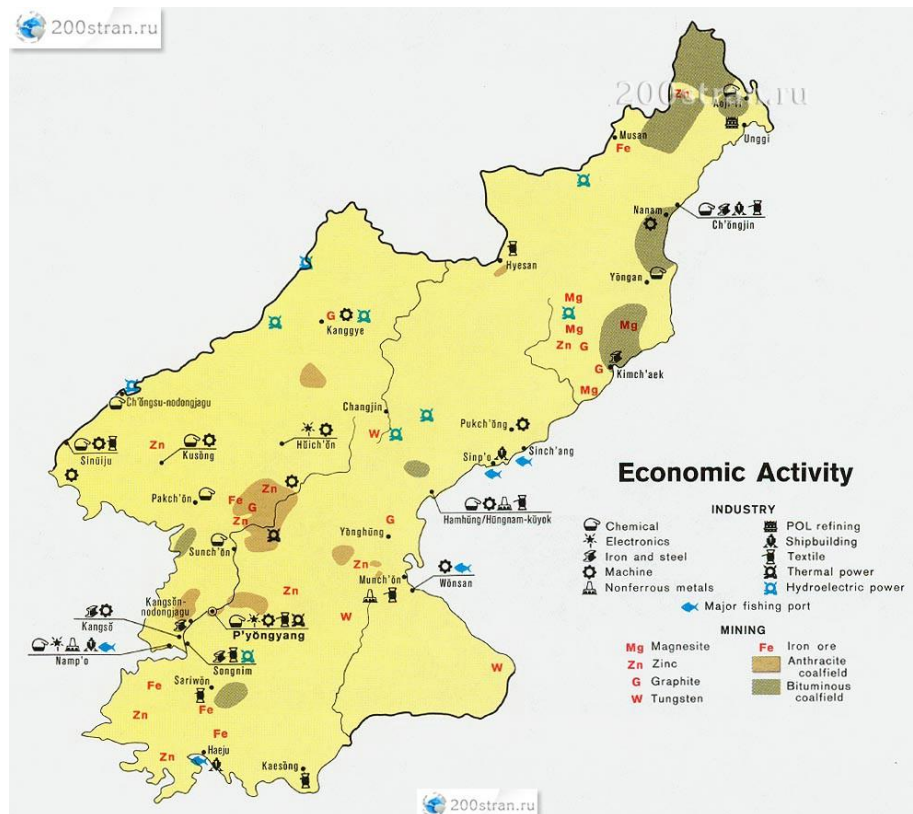 200stran.ru
200stran.ru
Zn
Aoji-ri
Unggi
Musan
Fe
Nanam
Ch'ŏngjin
Hyesan
Yŏngan
Mg
G
Kanggye
Mg
Mg
Zn G
G
Kimch'aek
Mg
Ch'ŏngsu-nodongjagu
Changjin
W
Pukch'ŏng
Zn
Sinŭiju
Kusŏng
Hŭich'ŏn
Sinp'o
Sinch'ang
Economic Activity
Pakch'ŏn
Fe
Zn
G
Zn
Hamhŭng/Hŭngnam-kŭyŏk
G
Yŏnghŭng
Sunch'ŏn
Zn
Munch'ŏn
Wŏnsan
Zn
Kangsŏn-
nodongjagu
Kangsŏ
P'yŏngyang
W
Namp'o
Songnim
W
Fe
Sariwŏn
Zn
Fe
Fe
Zn
Haeju
Kaesŏng
INDUSTRY
Chemical
Electronics
Iron and steel
Machine
Nonferrous metals
POL refining
Shipbuilding
Textile
Thermal power
Hydroelectric power
Major fishing port
MINING
Mg Magnesite
Zn Zinc
G Graphite
W Tungsten
Fe Iron ore
Anthracite
coalfield
Bituminous
coalfield
200stran.ru